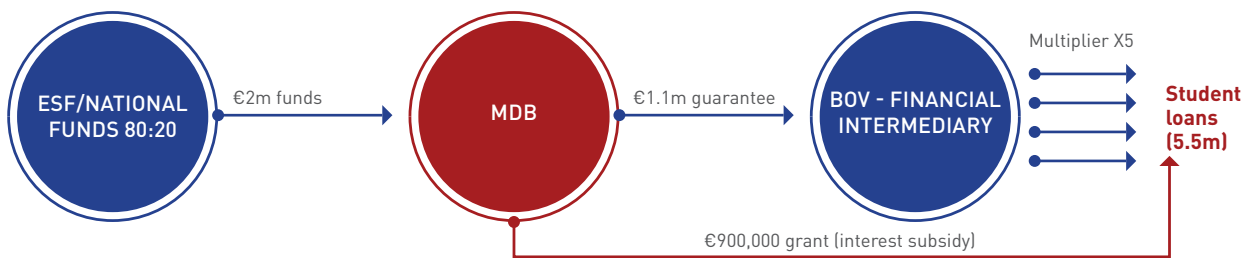 ESF/NATIONAL
FUNDS 80:20
€2m funds
MDB
€1.1m guarantee
BOV - FINANCIAL
INTERMEDIARY
Multiplier X5
Student
loans
(5.5m)
€900,000 grant (interest subsidy)